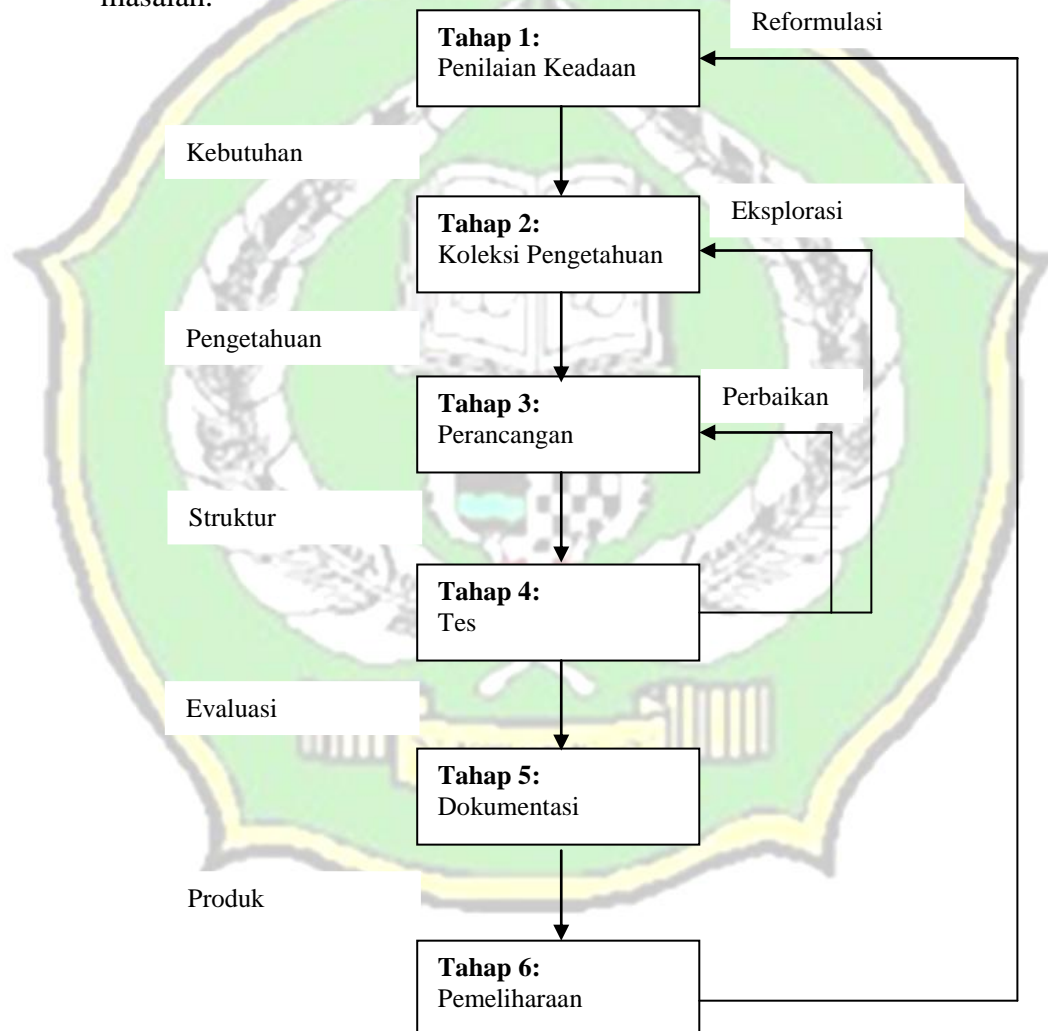 masalah.
Reformulasi
Tahap 1:
Penilaian Keadaan
Kebutuhan
Eksplorasi
Tahap 2:
Koleksi Pengetahuan
Pengetahuan
Perbaikan
Tahap 3:
Perancangan
Struktur
Tahap 4:
Tes
Evaluasi
Tahap 5:
Dokumentasi
Produk
Tahap 6:
Pemeliharaan